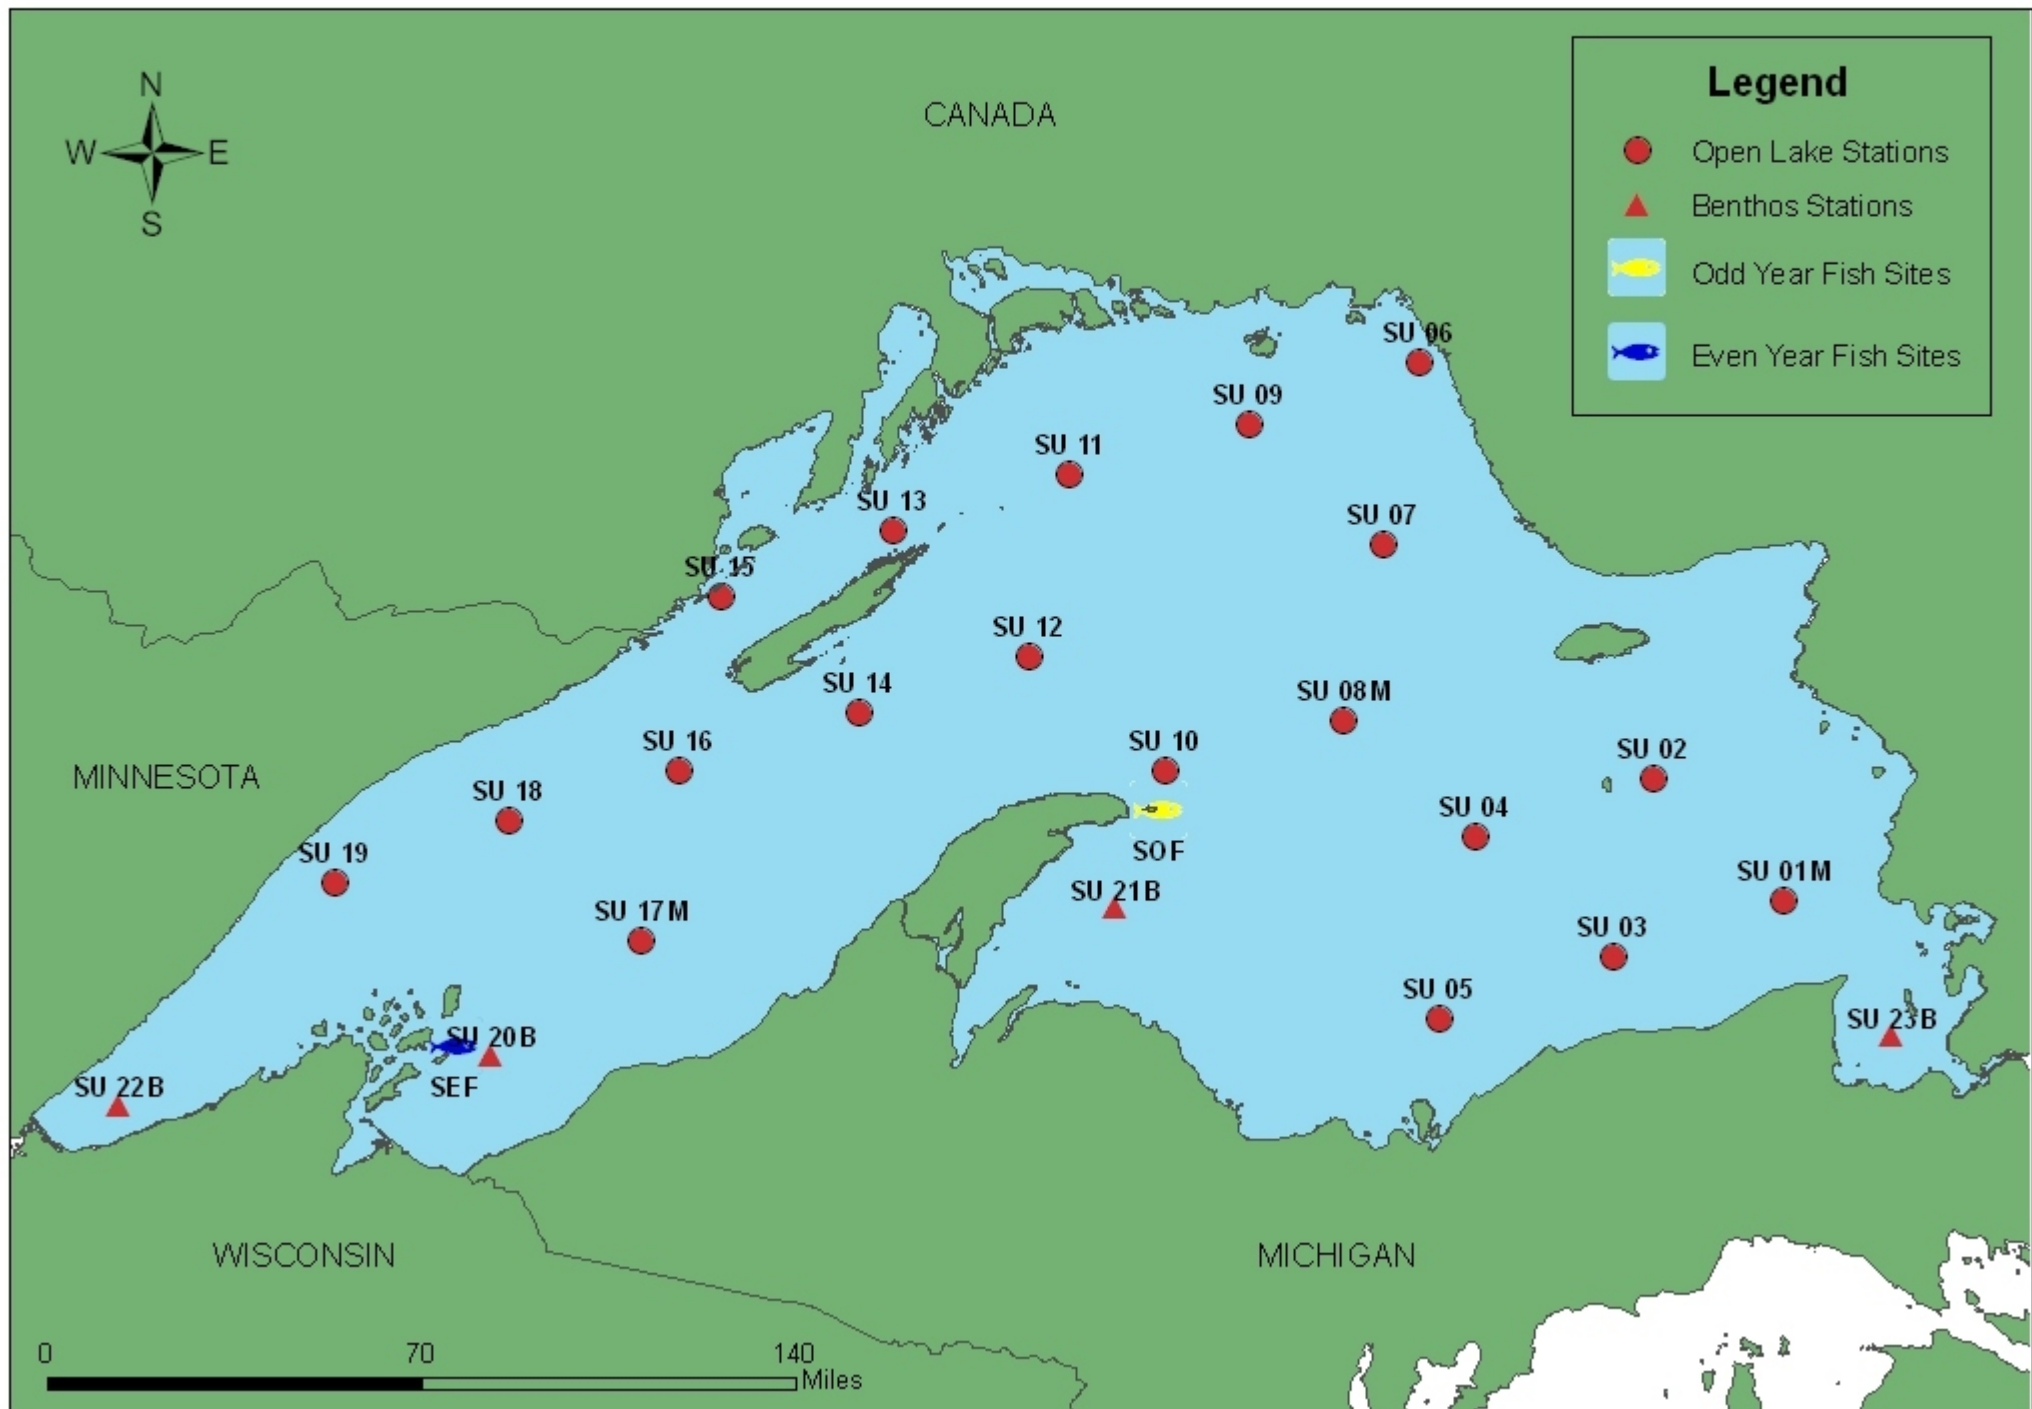 N
W E
S
CANADA
Legend
Open Lake Stations
Benthos Stations
Odd Year Fish Sites
Even Year Fish Sites
SU 06
SU 09
SU 11
SU 13
SU 07
SU 15
SU 12
SU 14
SU 08M
SU 16
SU 10
SU 02
MINNESOTA
SU 18
SU 04
SU 19
SOF
SU 01M
SU 21B
SU 17M
SU 03
SU 05
SU 23B
SU 20B
SEF
SU 22B
WISCONSIN
MICHIGAN
0 70 140
Miles